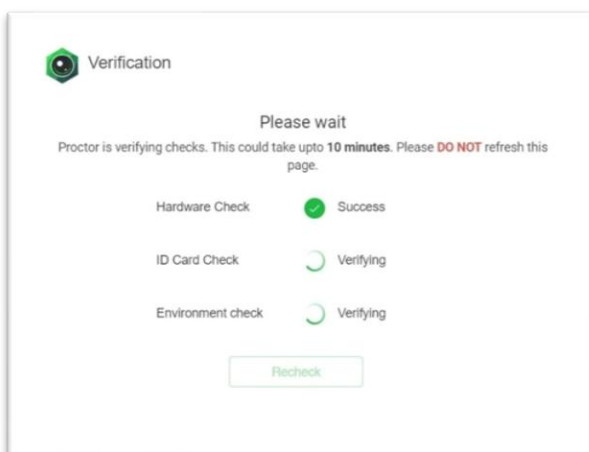 Verification
Please wait
Proctor is verifying checks. This could take upto 10 minutes. Please DO NOT refresh this
page.
Hardware Check Success
ID Card Check Verifying
Environment check Verifying
Recheck